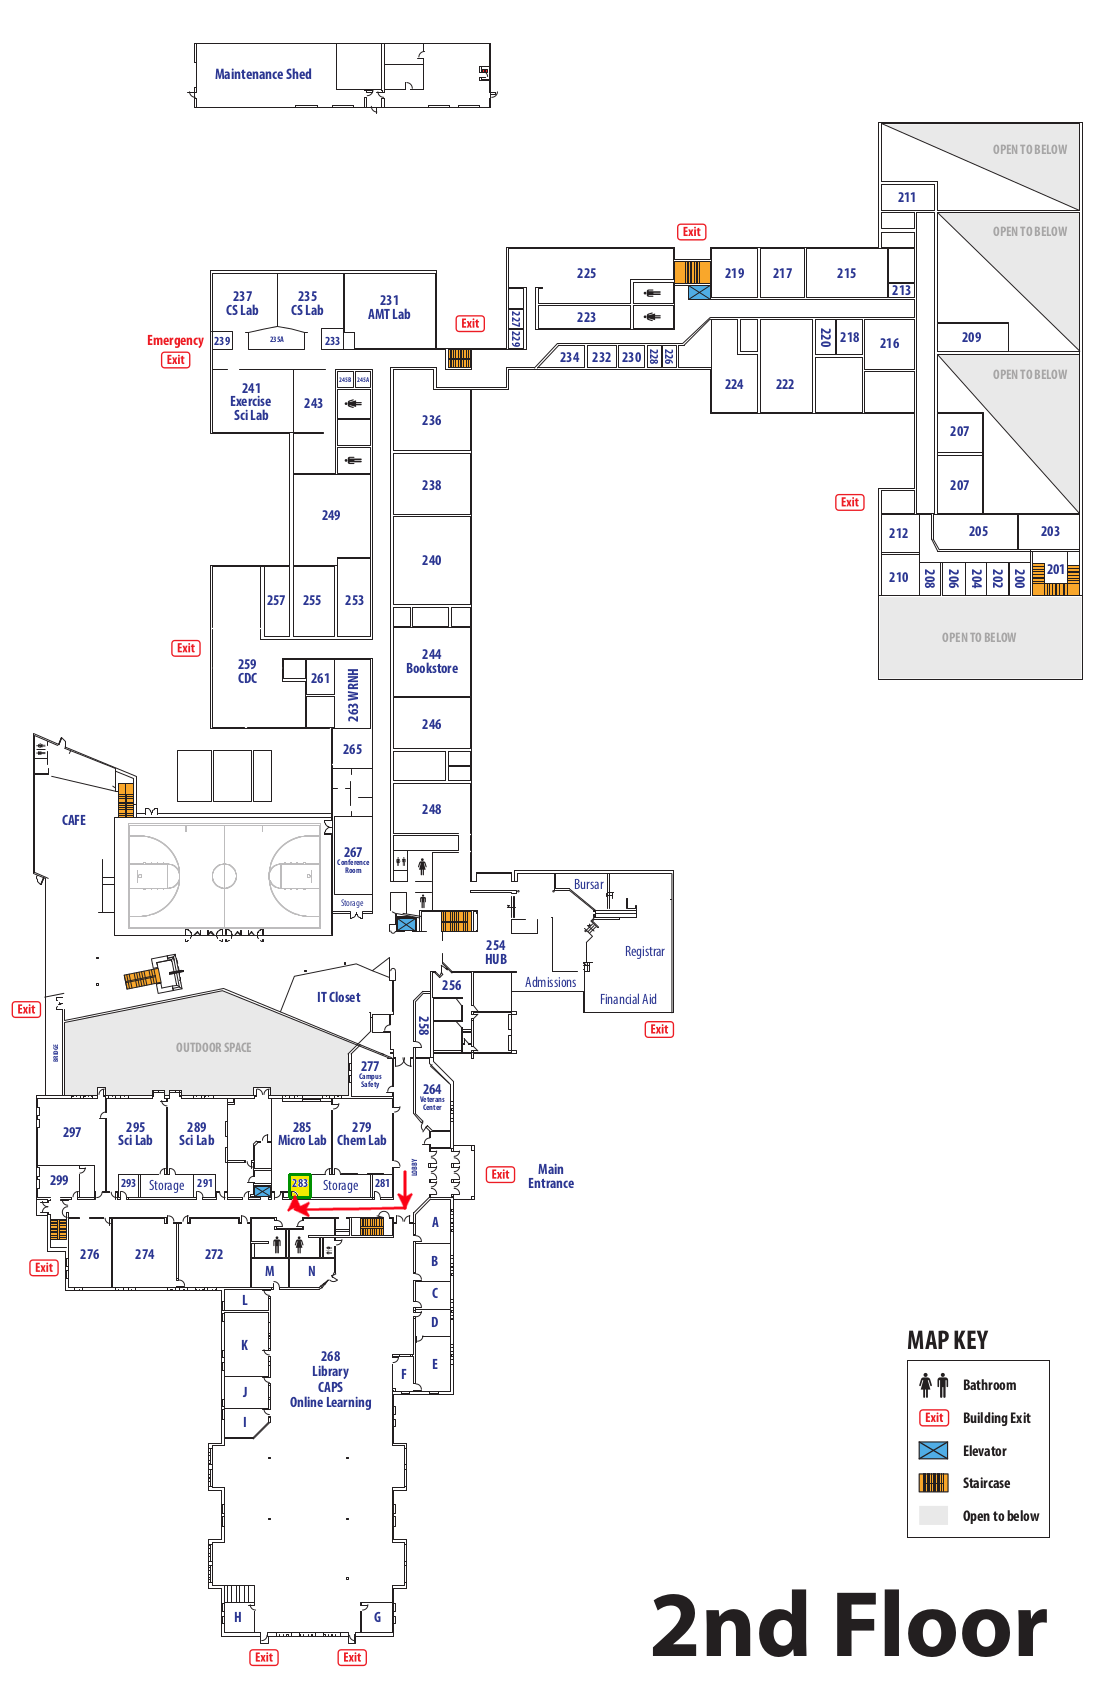 Maintenance Shed
OPEN TO BELOW
211
OPEN TO BELOW
Exit
225
219
217
215
213
237
CS Lab
235
CS Lab
231
AMT Lab
227
223
Exit
229
Emergency
Exit
239
235A
233
234
232
230
228
226
220
218
216
209
OPEN TO BELOW
224
222
241
Exercise
Sci Lab
243
245B
245A
236
207
238
207
Exit
249
212
205
203
240
210
208
206
204
202
200
201
257
255
253
OPEN TO BELOW
Exit
259
CDC
261
263 WRNH
244
Bookstore
246
265
CAFE
248
267
Conference
Room
Storage
Bursar
254
HUB
Registrar
Admissions
256
Financial Aid
IT Closet
Exit
258
Exit
BRIDGE
OUTDOOR SPACE
277
Campus
Safety
264
Veterans
Center
297
295
Sci Lab
289
Sci Lab
285
Micro Lab
279
Chem Lab
LOBBY
Exit
Main
Entrance
299
293
Storage
291
283
Storage
281
276
274
272
A
Exit
M
N
B
L
C
D
K
268
Library
CAPS
Online Learning
E
F
J
I
H
G
Exit
Exit
MAP KEY
Bathroom
Exit
Building Exit
Elevator
Staircase
Open to below
2nd Floor